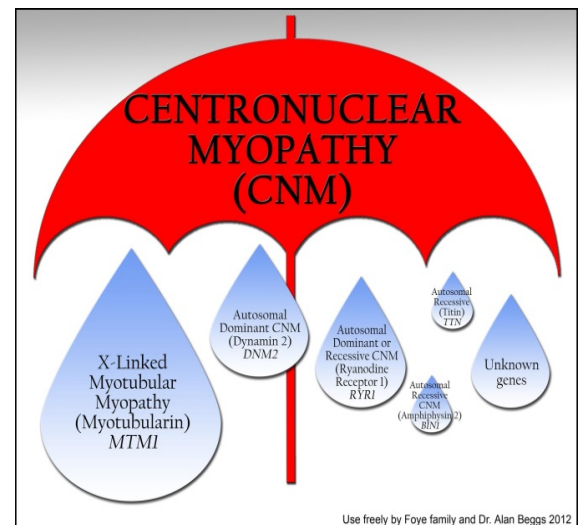 CENTRONUCLEAR
MYOPATHY
(CNM)
X-Linked
Myotubular
Myopathy
(Myotubularin)
MTM1
Autosomal
Dominant CNM
(Dynamin 2)
DNM2
Autosomal
Dominant or
Recessive CNM
(Ryanodine
Receptor 1)
RYR1
Autosomal
Recessive
(Titin)
TTN
Autosomal
Recessive
CNM
(Amphiphysin 2)
BIN1
Unknown
genes
Use freely by Foye family and Dr. Alan Beggs 2012